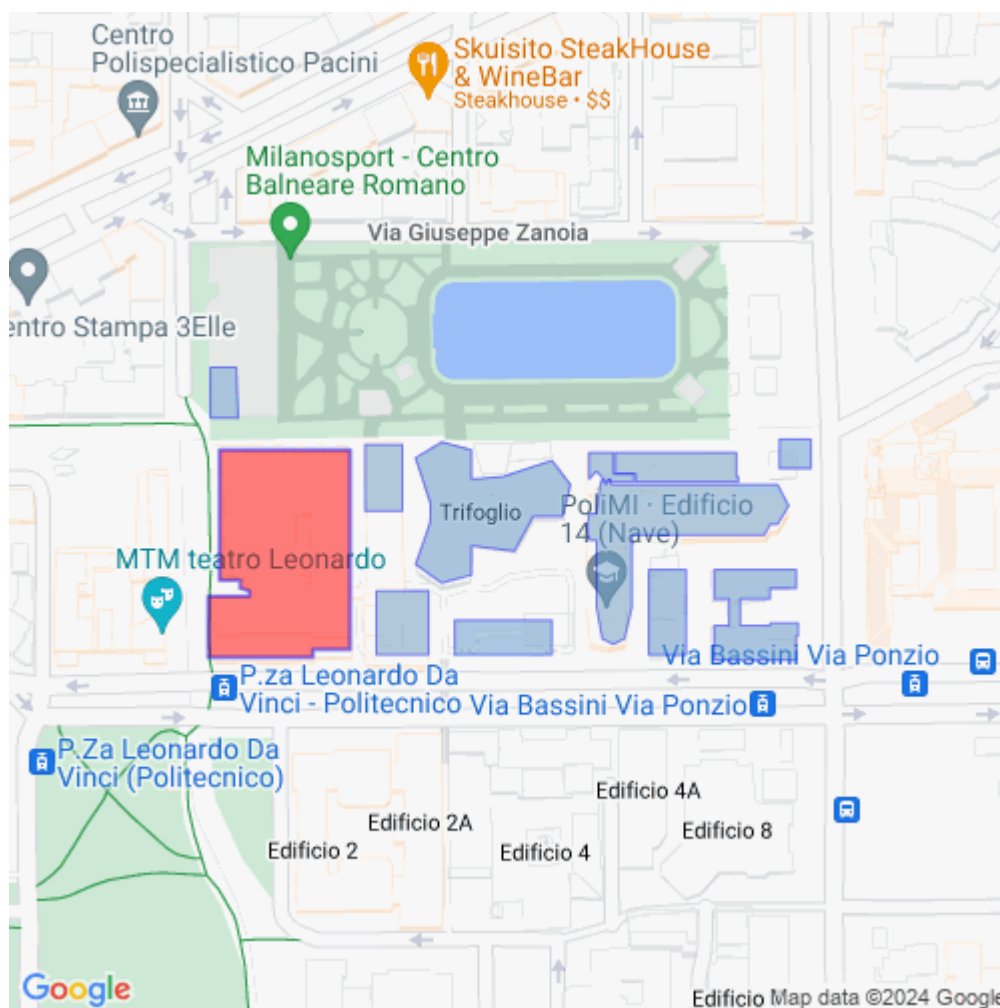 Centro
Polispecialistico Pacini
Skuisito SteakHouse
& WineBar
Steakhouse • $$
Milanosport - Centro
Balneare Romano
Via Giuseppe Zanoia
entro Stampa 3Elle
Trifoglio
PoliMI · Edificio
14 (Nave)
MTM teatro Leonardo
Via Bassini Via Ponzio
P.za Leonardo Da
Vinci - Politecnico
Via Bassini Via Ponzio
P.Za Leonardo Da
Vinci (Politecnico)
Edificio 4A
Edificio 2A
Edificio 8
Edificio 2
Edificio 4
Google
Edificio
Map data ©2024 Google